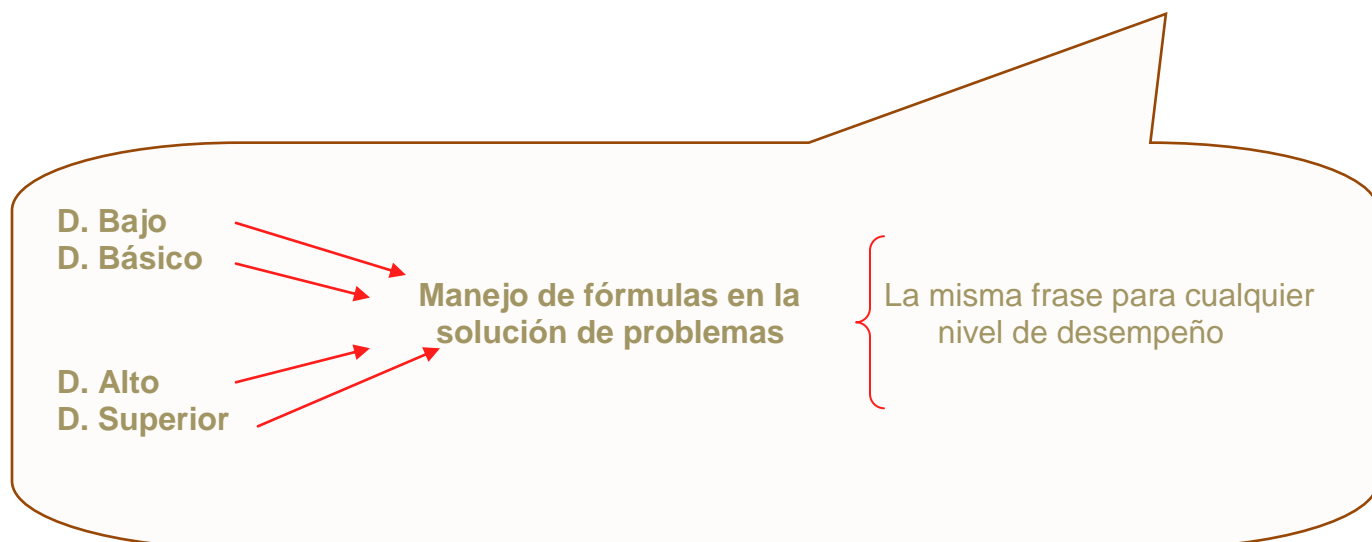 D. Bajo
D. Básico
Manejo de fórmulas en la
solución de problemas
La misma frase para cualquier
nivel de desempeño
D. Alto
D. Superior